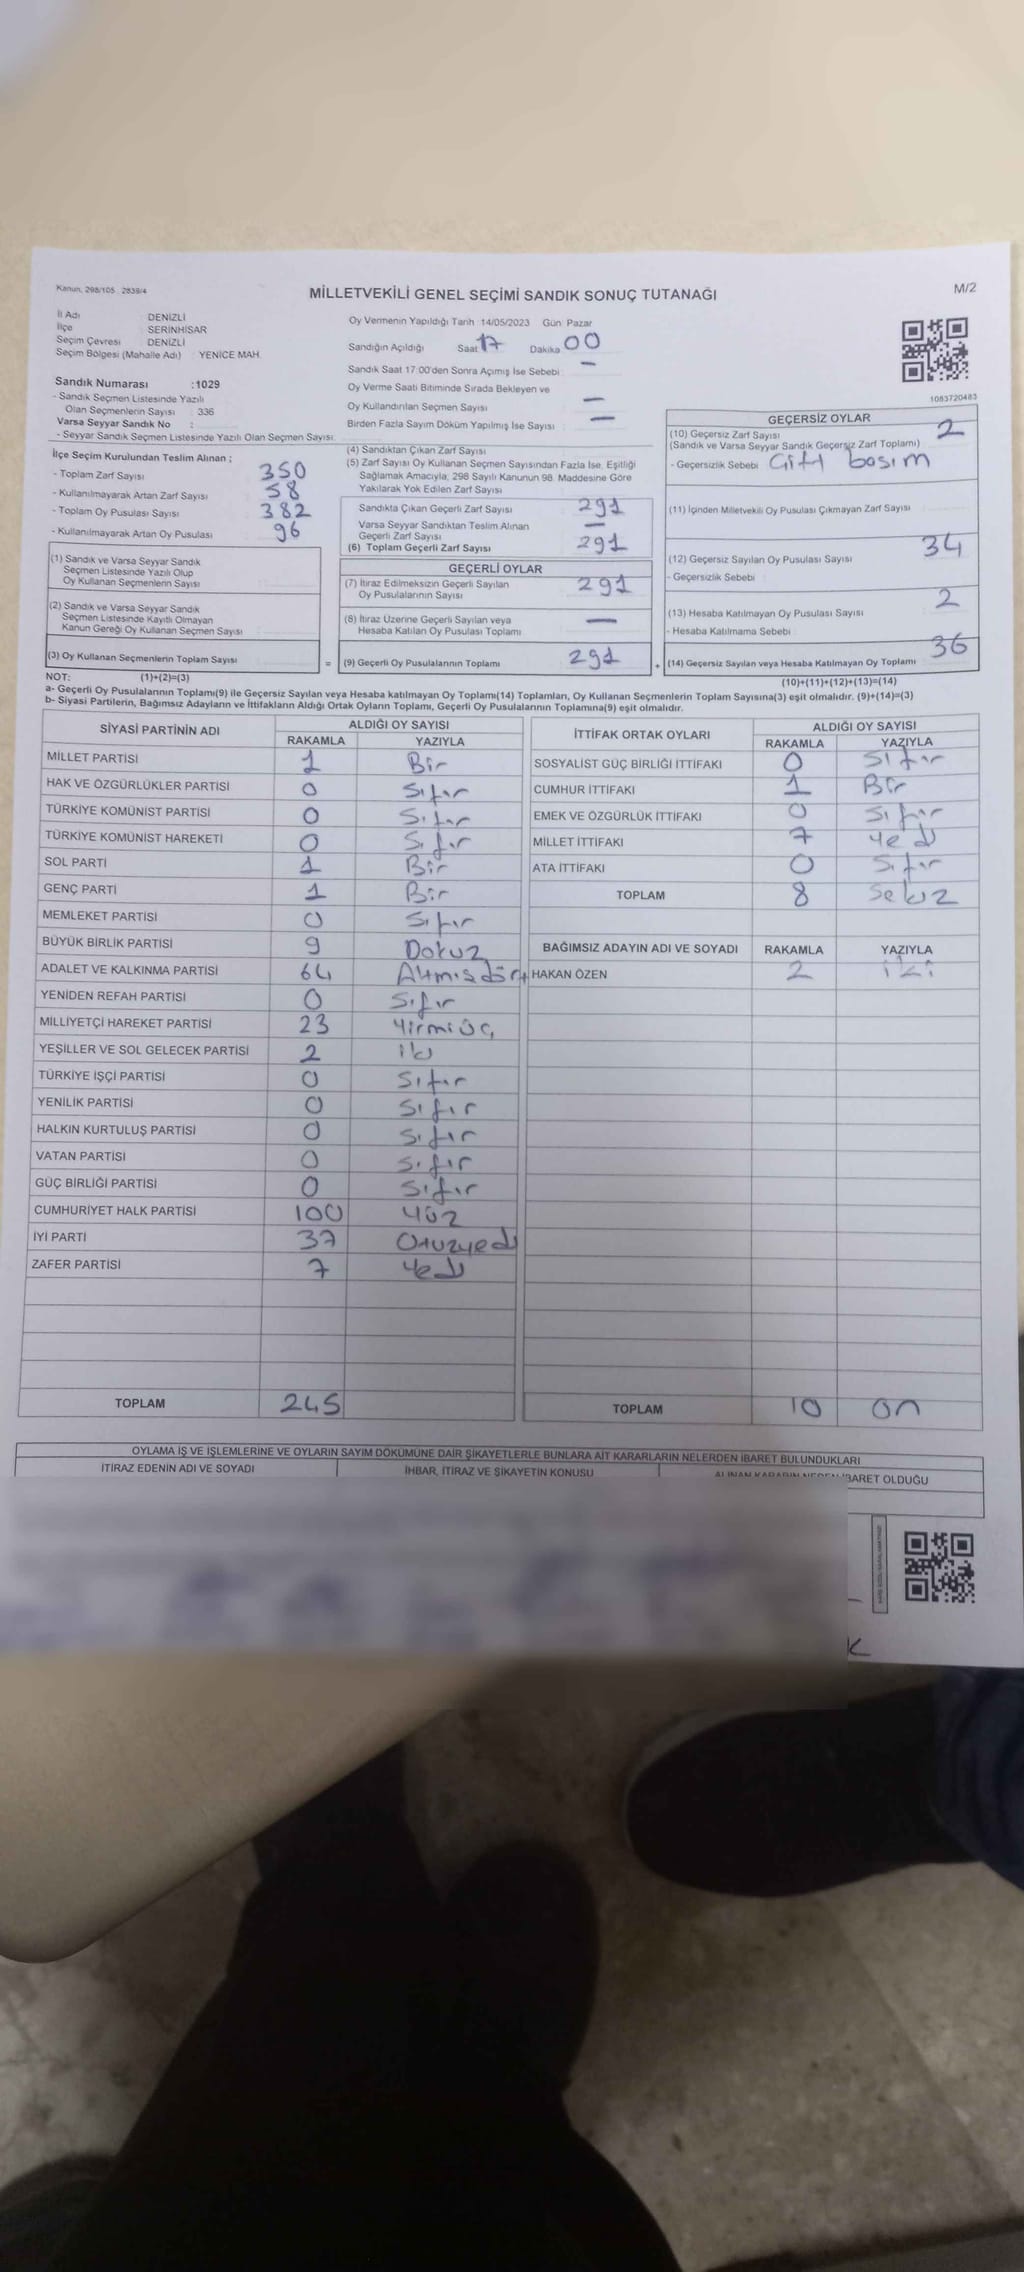 Kanun, 298/105 2839/4
MİLLETVEKİLİ GENEL SEÇİMİ SANDIK SONUÇ TUTANAĞI
M/2
İl Adı : DENİZLİ
İlçe : SERİNHİSAR
Seçim Çevresi : DENİZLİ
Seçim Bölgesi (Mahalle Adı) : YENİCE MAH.
Oy Vermenin Yapıldığı Tarih 14/05/2023 Gün: Pazar
Sandığın Açıldığı Saat 17 Dakika 00
Sandık Saat 17:00'den Sonra Açımış İse Sebebi : —
Oy Verme Saati Bitiminde Sırada Bekleyen ve
Oy Kullandırılan Seçmen Sayısı —
Birden Fazla Sayım Döküm Yapılmış İse Sayısı : —
1083720483
Sandık Numarası :1029
- Sandık Seçmen Listesinde Yazılı
Olan Seçmenlerin Sayısı : 336
Varsa Seyyar Sandık No :
- Seyyar Sandık Seçmen Listesinde Yazılı Olan Seçmen Sayısı:
İlçe Seçim Kurulundan Teslim Alınan ;
- Toplam Zarf Sayısı 350
- Kullanılmayarak Artan Zarf Sayısı 58
- Toplam Oy Pusulası Sayısı 382
- Kullanılmayarak Artan Oy Pusulası 96
(1) Sandık ve Varsa Seyyar Sandık
Seçmen Listesinde Yazılı Olup
Oy Kullanan Seçmenlerin Sayısı
(2) Sandık ve Varsa Seyyar Sandık
Seçmen Listesinde Kayıtlı Olmayan
Kanun Gereği Oy Kullanan Seçmen Sayısı
(3) Oy Kullanan Seçmenlerin Toplam Sayısı
(4) Sandıktan Çıkan Zarf Sayısı
(5) Zarf Sayısı Oy Kullanan Seçmen Sayısından Fazla İse, Eşitliği
Sağlamak Amacıyla, 298 Sayılı Kanunun 98. Maddesine Göre
Yakılarak Yok Edilen Zarf Sayısı
Sandıkta Çıkan Geçerli Zarf Sayısı 291
Varsa Seyyar Sandıktan Teslim Alınan
Geçerli Zarf Sayısı —
(6) Toplam Geçerli Zarf Sayısı 291
GEÇERLİ OYLAR
(7) İtiraz Edilmeksizin Geçerli Sayılan
Oy Pusulalarının Sayısı 291
(8) İtiraz Üzerine Geçerli Sayılan veya
Hesaba Katılan Oy Pusulası Toplamı —
= (9) Geçerli Oy Pusulalarının Toplamı 291 +
GEÇERSİZ OYLAR
(10) Geçersiz Zarf Sayısı 2
(Sandık ve Varsa Seyyar Sandık Geçersiz Zarf Toplamı)
- Geçersizlik Sebebi Çift basım
(11) İçinden Milletvekili Oy Pusulası Çıkmayan Zarf Sayısı
(12) Geçersiz Sayılan Oy Pusulası Sayısı 34
- Geçersizlik Sebebi
(13) Hesaba Katılmayan Oy Pusulası Sayısı 2
- Hesaba Katılmama Sebebi
(14) Geçersiz Sayılan veya Hesaba Katılmayan Oy Toplamı 36
NOT: (1)+(2)=(3) (10)+(11)+(12)+(13)=(14)
a- Geçerli Oy Pusulalarının Toplamı(9) ile Geçersiz Sayılan veya Hesaba katılmayan Oy Toplamı(14) Toplamları, Oy Kullanan Seçmenlerin Toplam Sayısına(3) eşit olmalıdır. (9)+(14)=(3)
b- Siyasi Partilerin, Bağımsız Adayların ve İttifakların Aldığı Ortak Oyların Toplamı, Geçerli Oy Pusulalarının Toplamına(9) eşit olmalıdır.
SİYASİ PARTİNİN ADI ALDIĞI OY SAYISI
RAKAMLA YAZIYLA
MİLLET PARTİSİ 1 Bir
HAK VE ÖZGÜRLÜKLER PARTİSİ 0 Sıfır
TÜRKİYE KOMÜNİST PARTİSİ 0 Sıfır
TÜRKİYE KOMÜNİST HAREKETİ 0 Sıfır
SOL PARTİ 1 Bir
GENÇ PARTİ 1 Bir
MEMLEKET PARTİSİ 0 Sıfır
BÜYÜK BİRLİK PARTİSİ 9 Dokuz
ADALET VE KALKINMA PARTİSİ 64 Altmışdört
YENİDEN REFAH PARTİSİ 0 Sıfır
MİLLİYETÇİ HAREKET PARTİSİ 23 Yirmiüç
YEŞİLLER VE SOL GELECEK PARTİSİ 2 iki
TÜRKİYE İŞÇİ PARTİSİ 0 Sıfır
YENİLİK PARTİSİ 0 Sıfır
HALKIN KURTULUŞ PARTİSİ 0 Sıfır
VATAN PARTİSİ 0 Sıfır
GÜÇ BİRLİĞİ PARTİSİ 0 Sıfır
CUMHURİYET HALK PARTİSİ 100 Yüz
İYİ PARTİ 37 Otuzyedi
ZAFER PARTİSİ 7 Yedi
TOPLAM 245
İTTİFAK ORTAK OYLARI ALDIĞI OY SAYISI
RAKAMLA YAZIYLA
SOSYALİST GÜÇ BİRLİĞİ İTTİFAKI 0 Sıfır
CUMHUR İTTİFAKI 1 Bir
EMEK VE ÖZGÜRLÜK İTTİFAKI 0 Sıfır
MİLLET İTTİFAKI 7 Yedi
ATA İTTİFAKI 0 Sıfır
TOPLAM 8 Sekiz
BAĞIMSIZ ADAYIN ADI VE SOYADI RAKAMLA YAZIYLA
HAKAN ÖZEN 2 iki
TOPLAM 10 on
OYLAMA İŞ VE İŞLEMLERİNE VE OYLARIN SAYIM DÖKÜMÜNE DAİR ŞİKAYETLERLE BUNLARA AİT KARARLARIN NELERDEN İBARET BULUNDUKLARI
İTİRAZ EDENİN ADI VE SOYADI İHBAR, İTİRAZ VE ŞİKAYETİN KONUSU ALINAN KARARIN NEDEN İBARET OLDUĞU